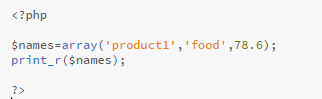 <?php
$names=array('product1','food',78.6);
print_r($names);
?>